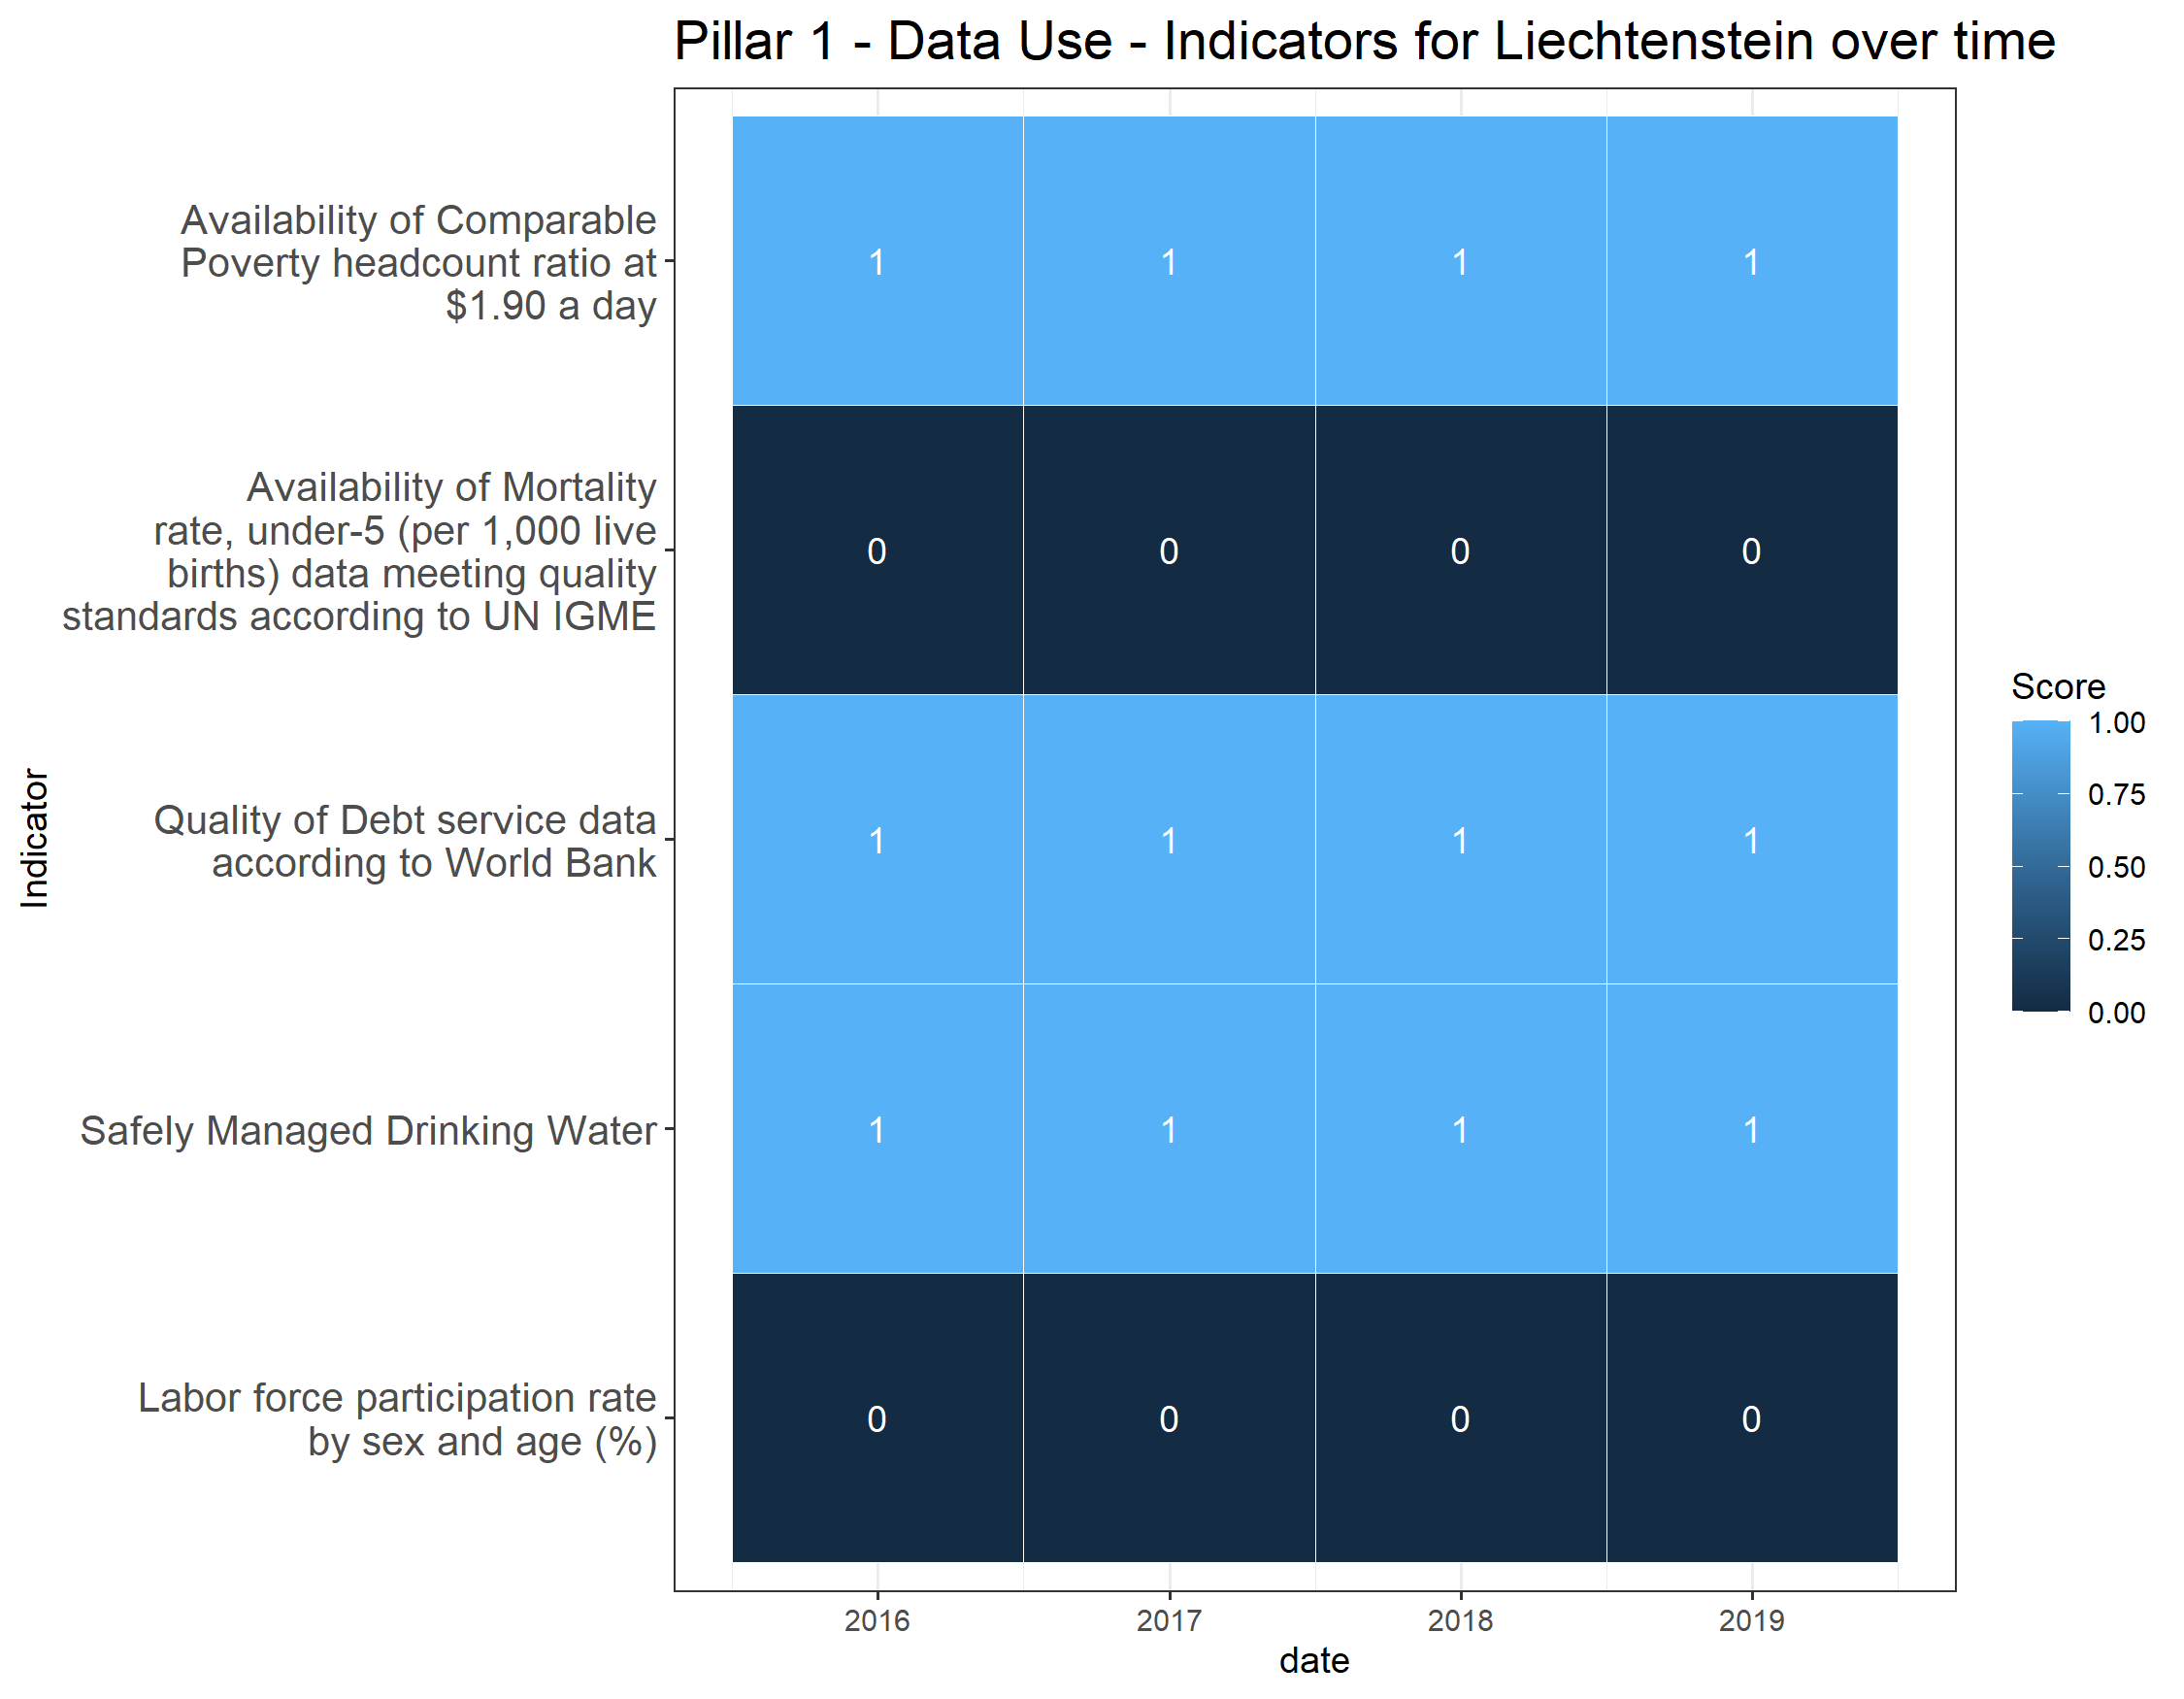 Pillar 1 - Data Use - Indicators for Liechtenstein over time
Indicator
Availability of Comparable
Poverty headcount ratio at
$1.90 a day
1 1 1 1
Availability of Mortality
rate, under-5 (per 1,000 live
births) data meeting quality
standards according to UN IGME
0 0 0 0
Quality of Debt service data
according to World Bank
1 1 1 1
Safely Managed Drinking Water
1 1 1 1
Labor force participation rate
by sex and age (%)
0 0 0 0
2016 2017 2018 2019
date
Score
1.00
0.75
0.50
0.25
0.00